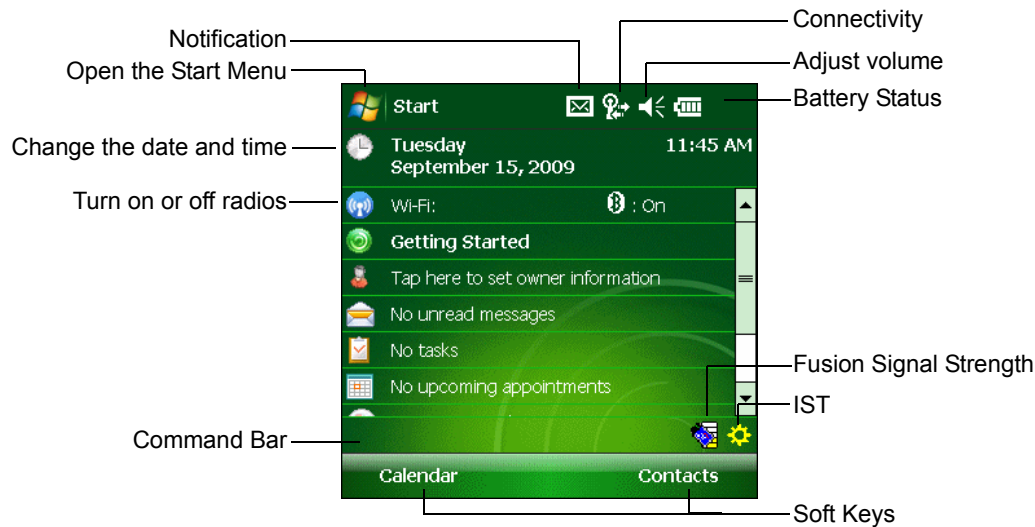 Connectivity
Notification
Adjust volume
Open the Start Menu
Battery Status
Start
Change the date and time
Tuesday 11:45 AM
September 15, 2009
Turn on or off radios
Wi-Fi: : On
Getting Started
Tap here to set owner information
No unread messages
No tasks
Fusion Signal Strength
No upcoming appointments
IST
Command Bar
Calendar Contacts
Soft Keys